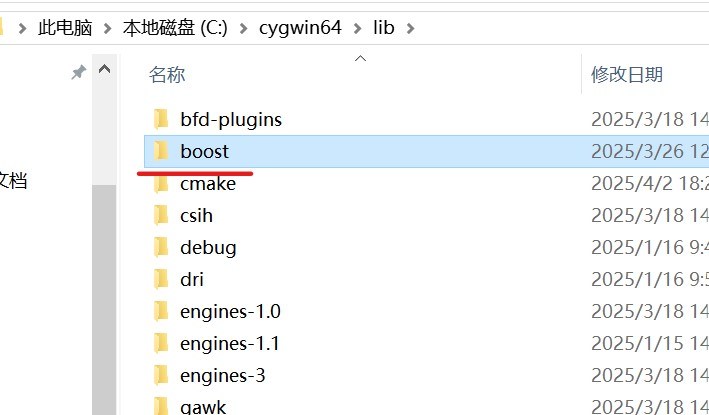 此电脑 > 本地磁盘 (C:) > cygwin64 > lib >
名称 修改日期
bfd-plugins 2025/3/18 14
boost 2025/3/26 12
文档
cmake 2025/4/2 18:2
csih 2025/3/18 14
debug 2025/1/16 9:4
dri 2025/1/16 9:5
engines-1.0 2025/3/18 14
engines-1.1 2025/1/15 14
engines-3 2025/3/18 14
gawk 2025/3/18 14